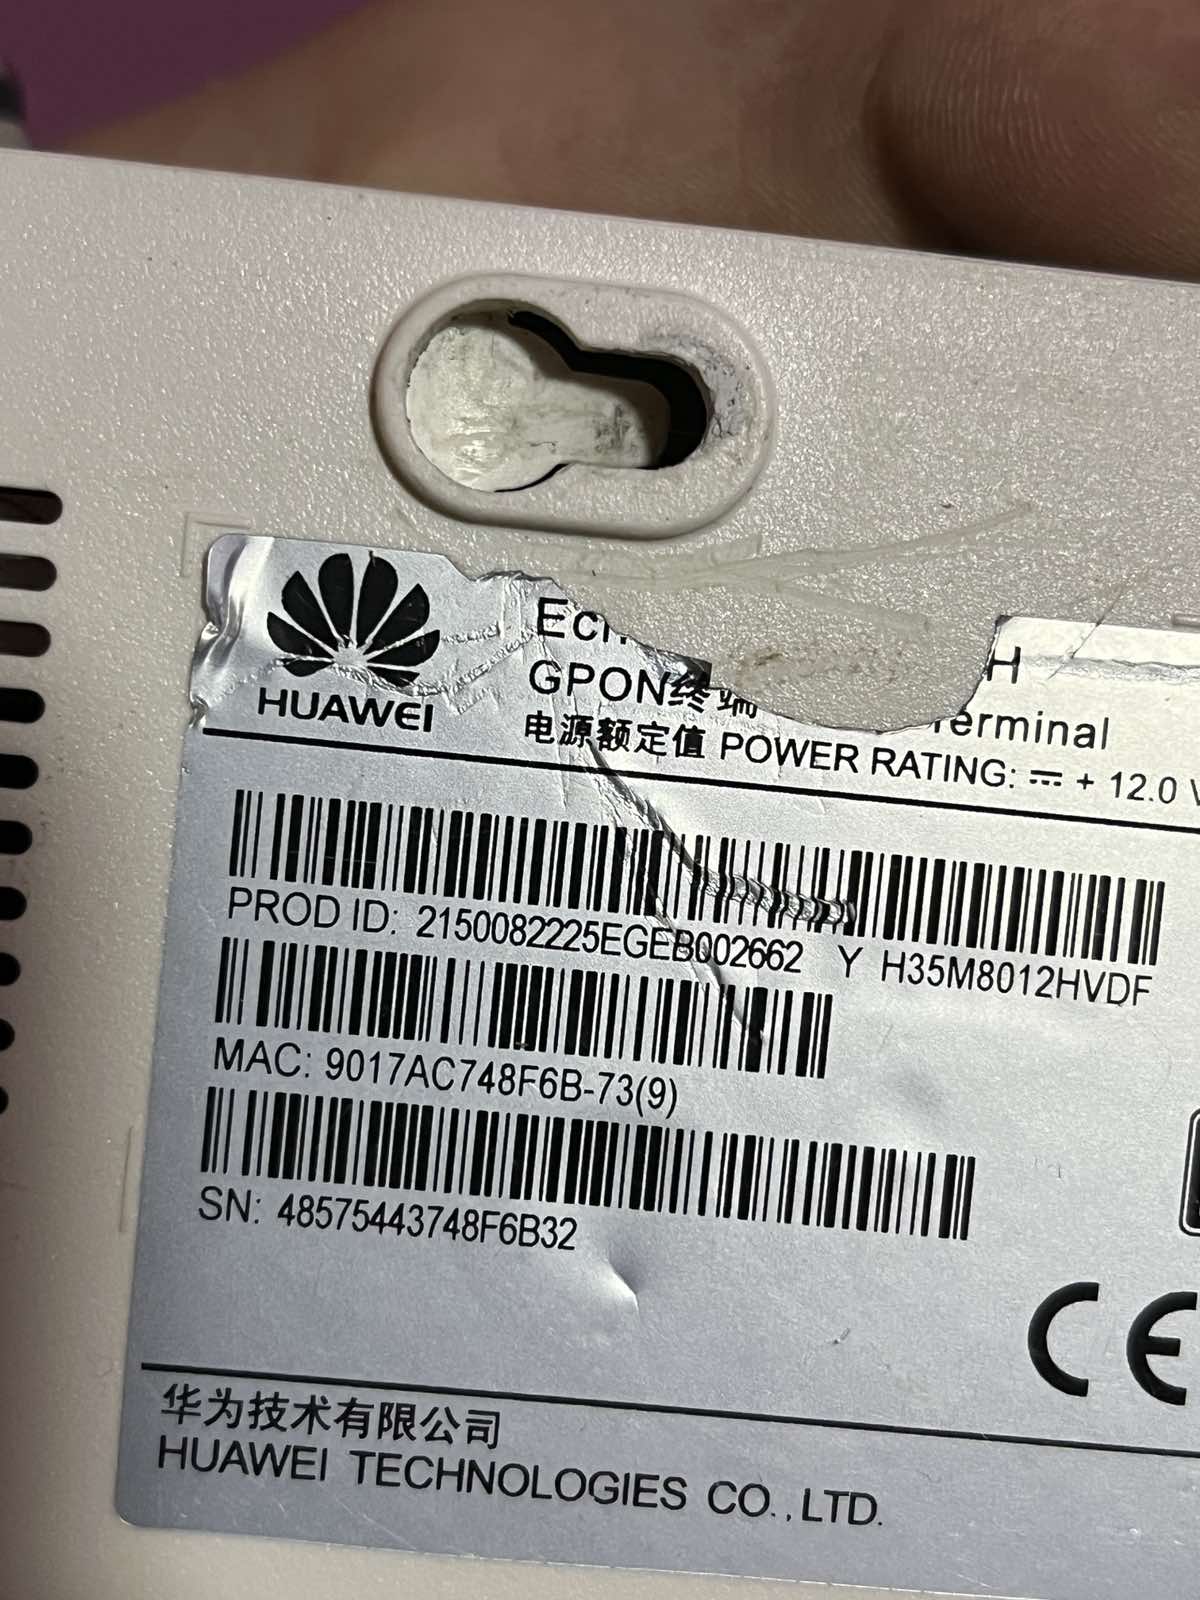 HUAWEI
GPON终端 Terminal
电源额定值 POWER RATING: ⎓ + 12.0 V
PROD ID: 2150082225EGEB002662 Y H35M8012HVDF
MAC: 9017AC748F6B-73(9)
SN: 48575443748F6B32
CE
华为技术有限公司
HUAWEI TECHNOLOGIES CO.,LTD.